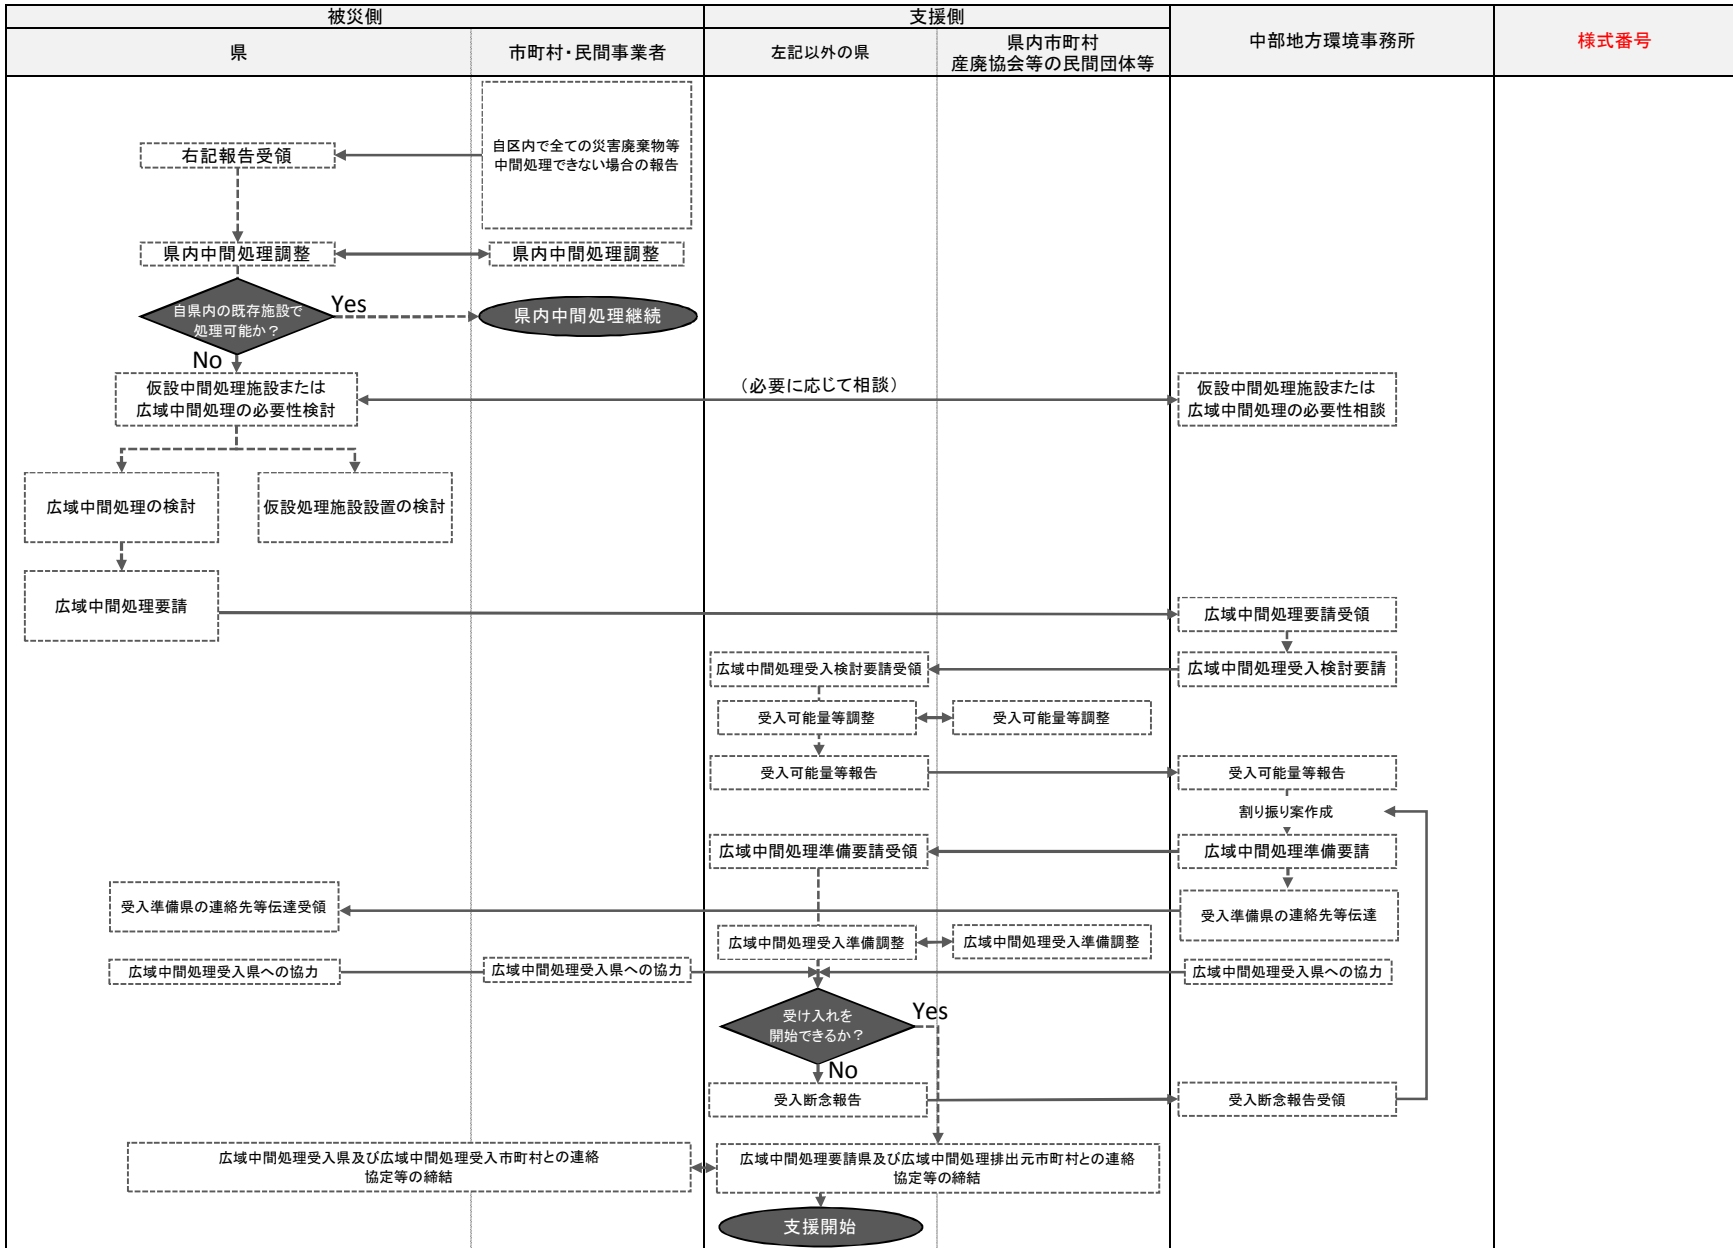 被災側
支援側
中部地方環境事務所
様式番号
県
市町村・民間事業者
左記以外の県
県内市町村
産廃協会等の民間団体等
自区内で全ての災害廃棄物等
中間処理できない場合の報告
右記報告受領
県内中間処理調整
県内中間処理調整
自県内の既存施設で
処理可能か？
Yes
県内中間処理継続
No
仮設中間処理施設または
広域中間処理の必要性検討
（必要に応じて相談）
仮設中間処理施設または
広域中間処理の必要性相談
広域中間処理の検討
仮設処理施設設置の検討
広域中間処理要請
広域中間処理要請受領
広域中間処理受入検討要請受領
広域中間処理受入検討要請
受入可能量等調整
受入可能量等調整
受入可能量等報告
受入可能量等報告
割り振り案作成
広域中間処理準備要請受領
広域中間処理準備要請
受入準備県の連絡先等伝達受領
受入準備県の連絡先等伝達
広域中間処理受入準備調整
広域中間処理受入準備調整
広域中間処理受入県への協力
広域中間処理受入県への協力
広域中間処理受入県への協力
受け入れを
開始できるか？
Yes
No
受入断念報告
受入断念報告受領
広域中間処理受入県及び広域中間処理受入市町村との連絡
協定等の締結
広域中間処理要請県及び広域中間処理排出元市町村との連絡
協定等の締結
支援開始